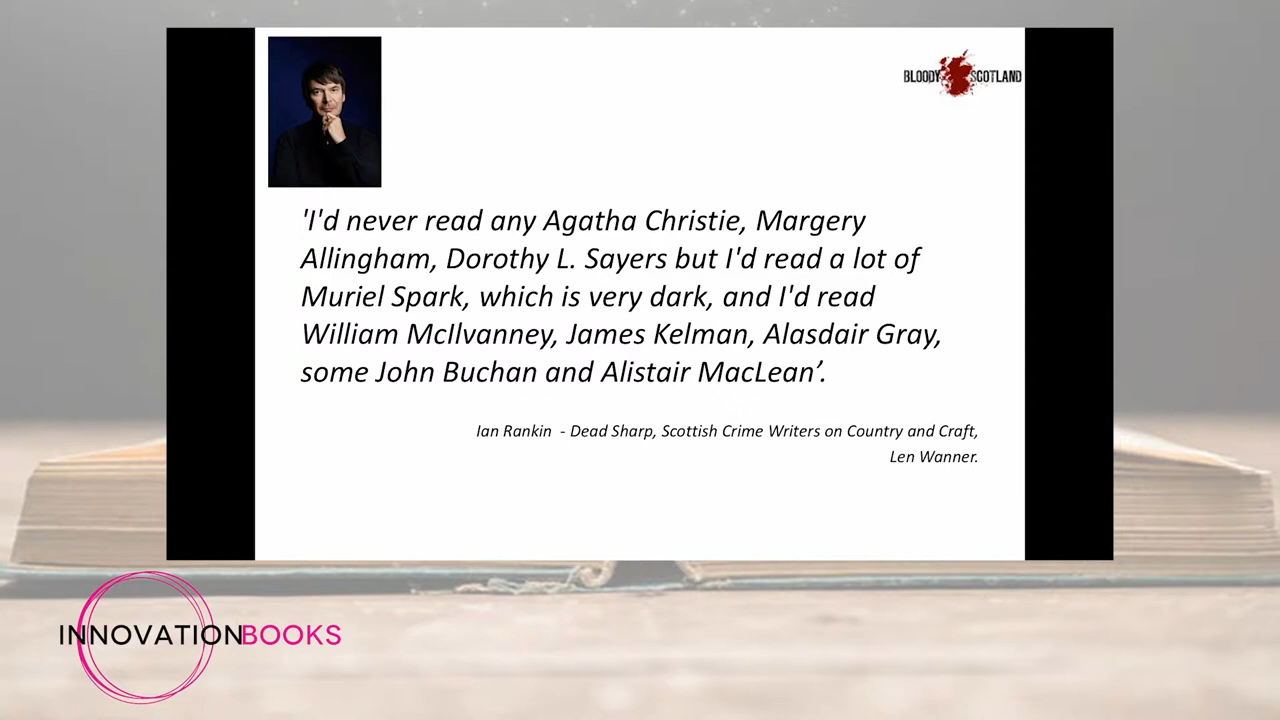 BLOODY SCOTLAND
'I'd never read any Agatha Christie, Margery
Allingham, Dorothy L. Sayers but I'd read a lot of
Muriel Spark, which is very dark, and I'd read
William McIlvanney, James Kelman, Alasdair Gray,
some John Buchan and Alistair MacLean’.
Ian Rankin - Dead Sharp, Scottish Crime Writers on Country and Craft,
Len Wanner.
INNOVATIONBOOKS